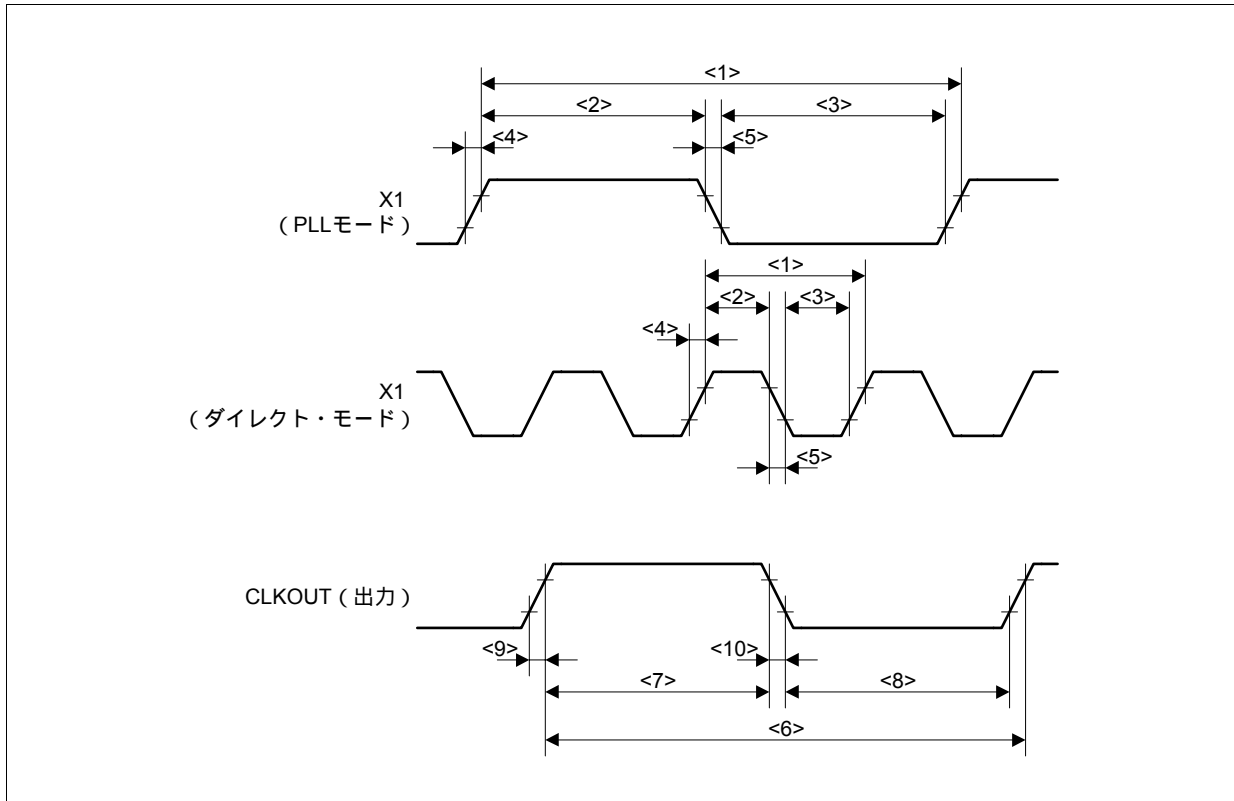 <1>
<2> <3>
<4> <5>
X1
（PLLモード）
<1>
<2> <3>
<4>
X1
（ダイレクト・モード）
<5>
CLKOUT（出力）
<9> <10>
<7> <8>
<6>